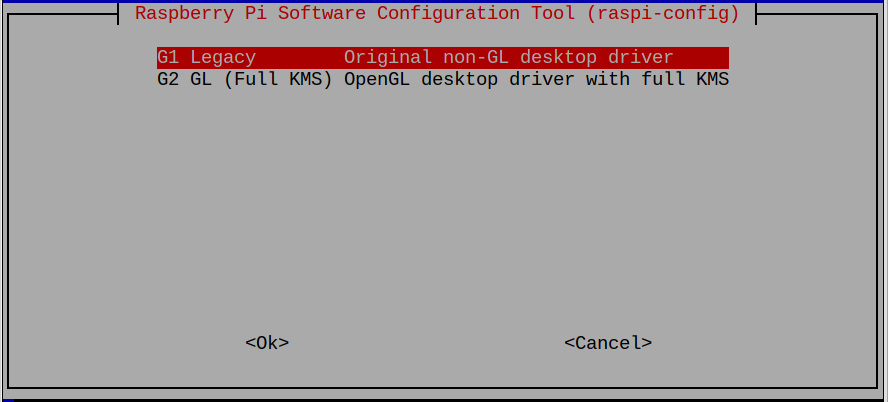 Raspberry Pi Software Configuration Tool (raspi-config)
G1 Legacy Original non-GL desktop driver
G2 GL (Full KMS) OpenGL desktop driver with full KMS
<Ok> <Cancel>